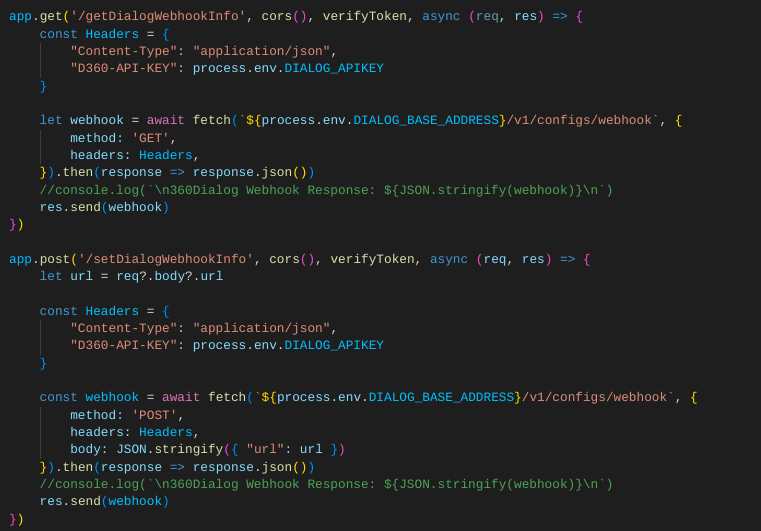 app.get('/getDialogWebhookInfo', cors(), verifyToken, async (req, res) => {
    const Headers = {
        "Content-Type": "application/json",
        "D360-API-KEY": process.env.DIALOG_APIKEY
    }

    let webhook = await fetch(`${process.env.DIALOG_BASE_ADDRESS}/v1/configs/webhook`, {
        method: 'GET',
        headers: Headers,
    }).then(response => response.json())
    //console.log(`\n360Dialog Webhook Response: ${JSON.stringify(webhook)}\n`)
    res.send(webhook)
})

app.post('/setDialogWebhookInfo', cors(), verifyToken, async (req, res) => {
    let url = req?.body?.url

    const Headers = {
        "Content-Type": "application/json",
        "D360-API-KEY": process.env.DIALOG_APIKEY
    }

    const webhook = await fetch(`${process.env.DIALOG_BASE_ADDRESS}/v1/configs/webhook`, {
        method: 'POST',
        headers: Headers,
        body: JSON.stringify({ "url": url })
    }).then(response => response.json())
    //console.log(`\n360Dialog Webhook Response: ${JSON.stringify(webhook)}\n`)
    res.send(webhook)
})